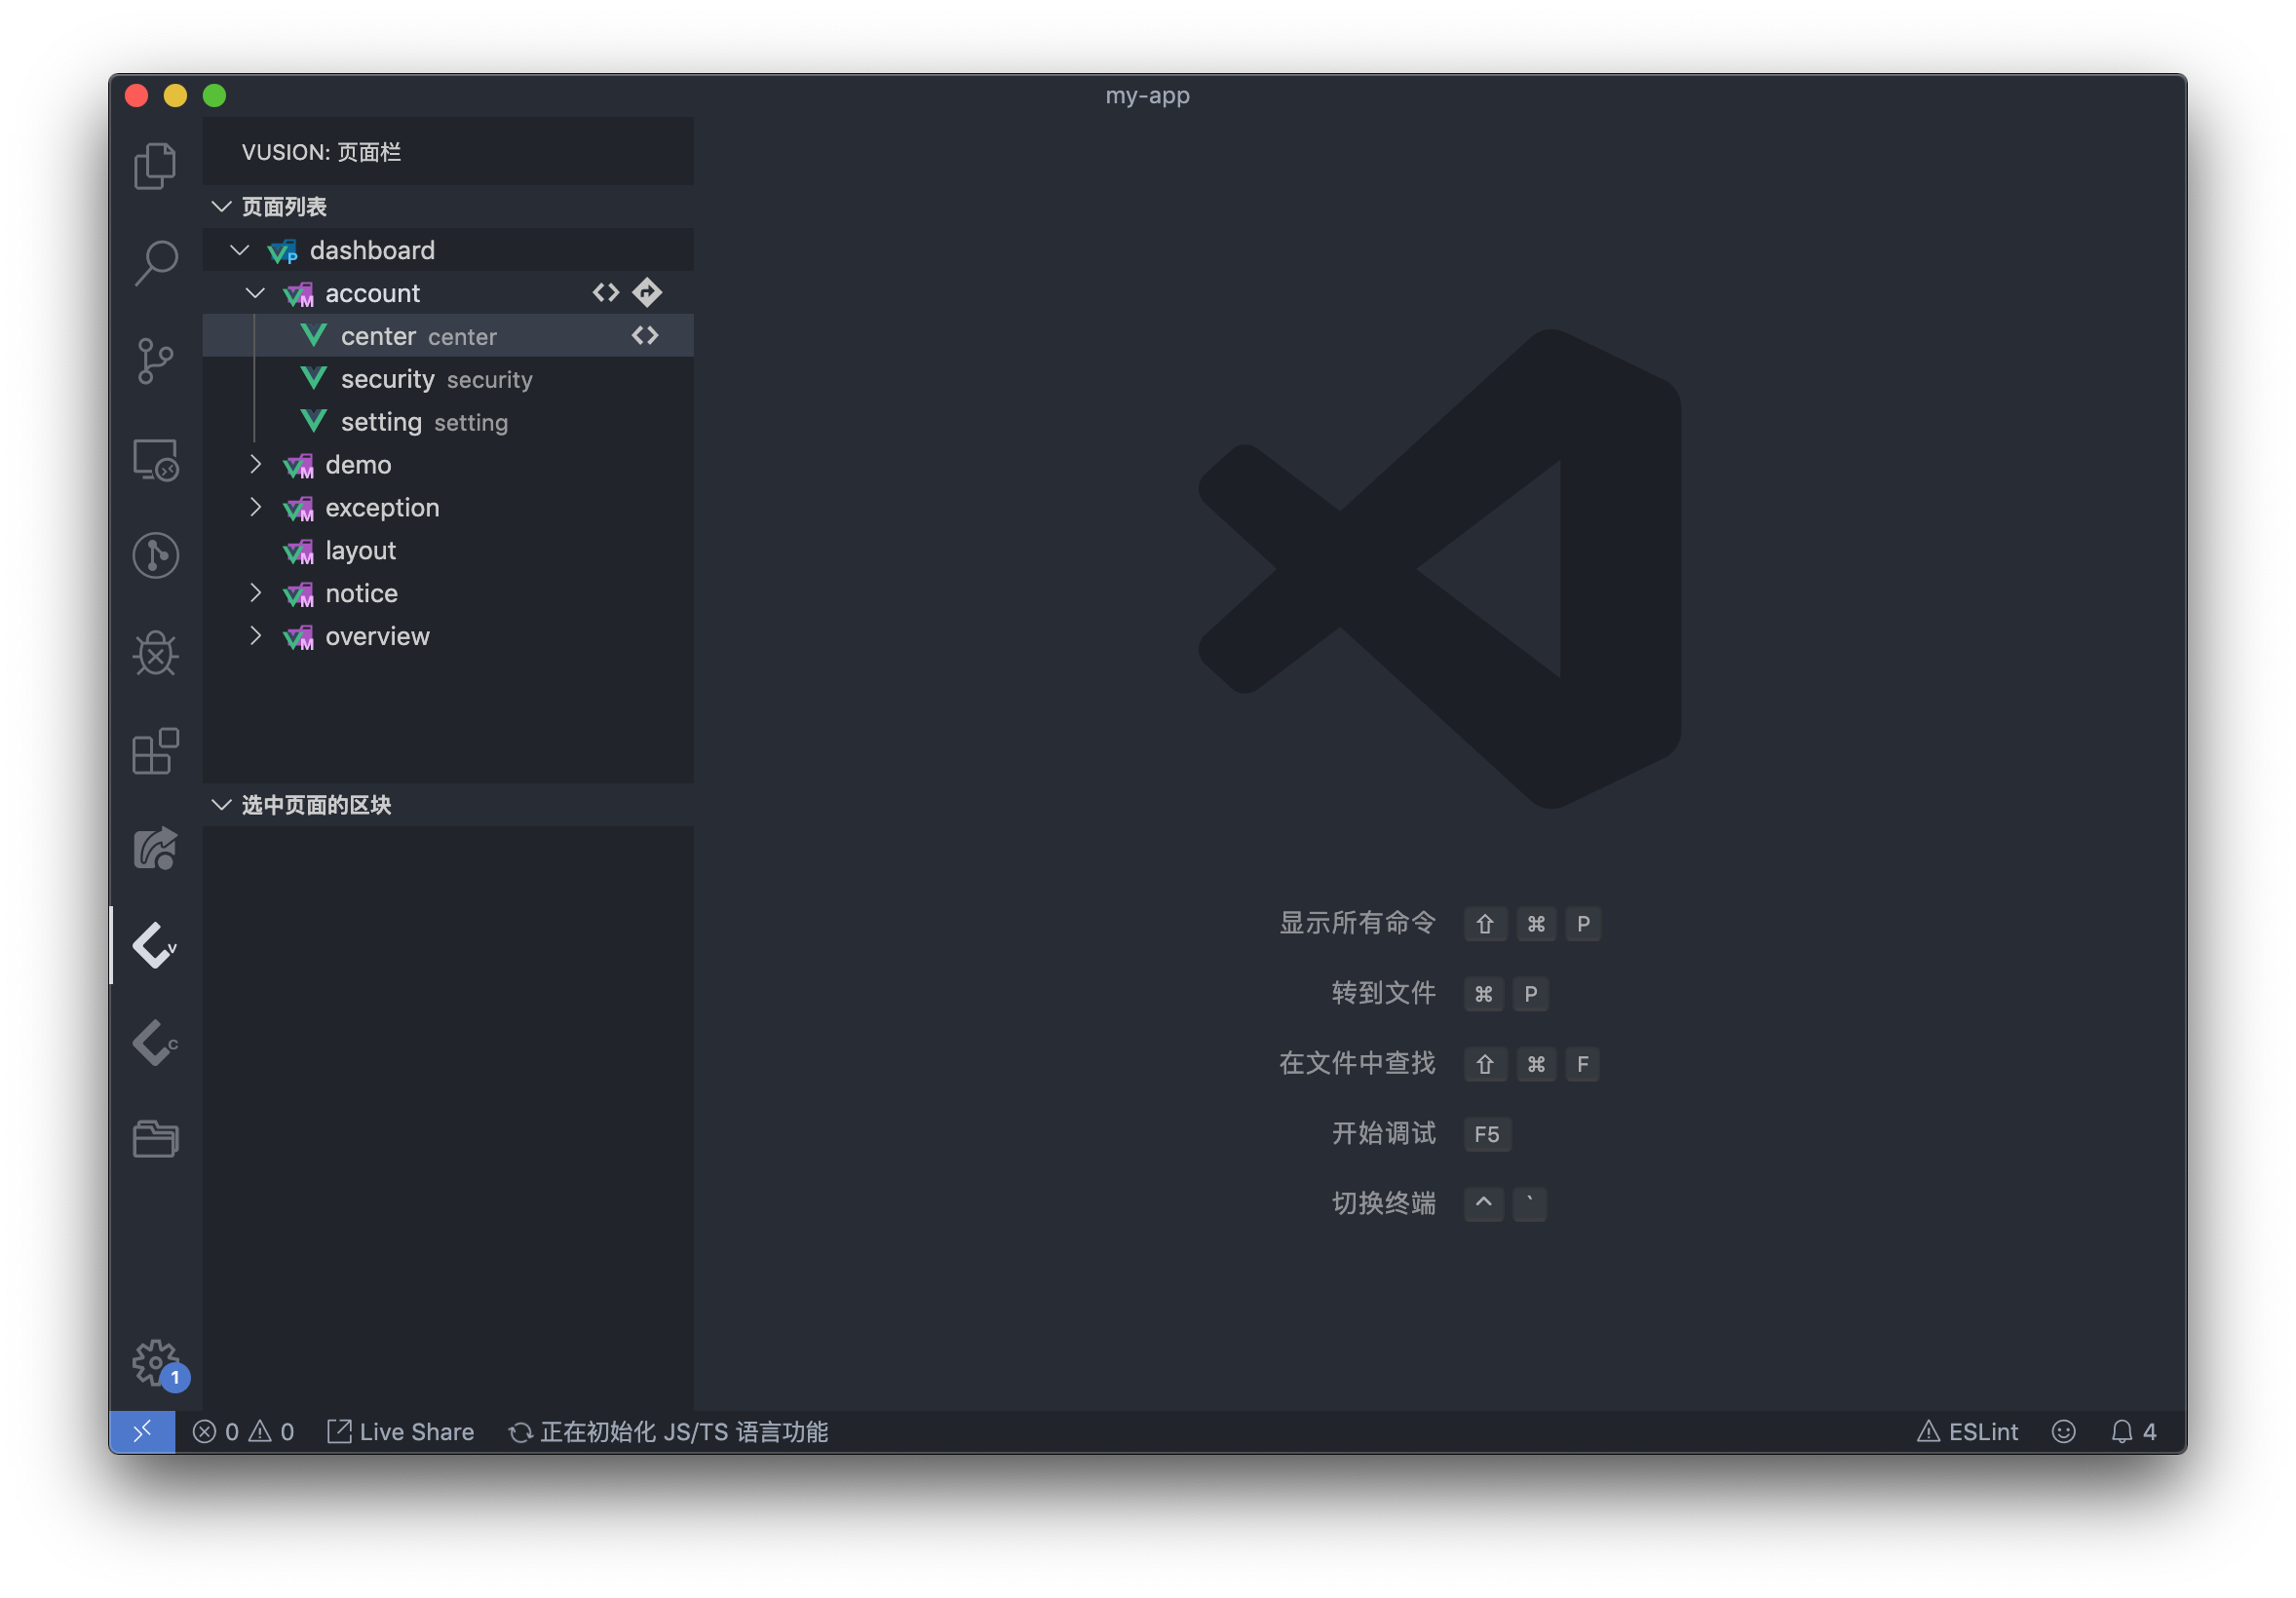 my-app
VUSION: 页面栏
页面列表
dashboard
account
center center
security security
setting setting
demo
exception
layout
notice
overview
选中页面的区块
显示所有命令 ⇧ ⌘ P
转到文件 ⌘ P
在文件中查找 ⇧ ⌘ F
开始调试 F5
切换终端 ^ `
1
0 0 Live Share 正在初始化 JS/TS 语言功能 ESLint 4